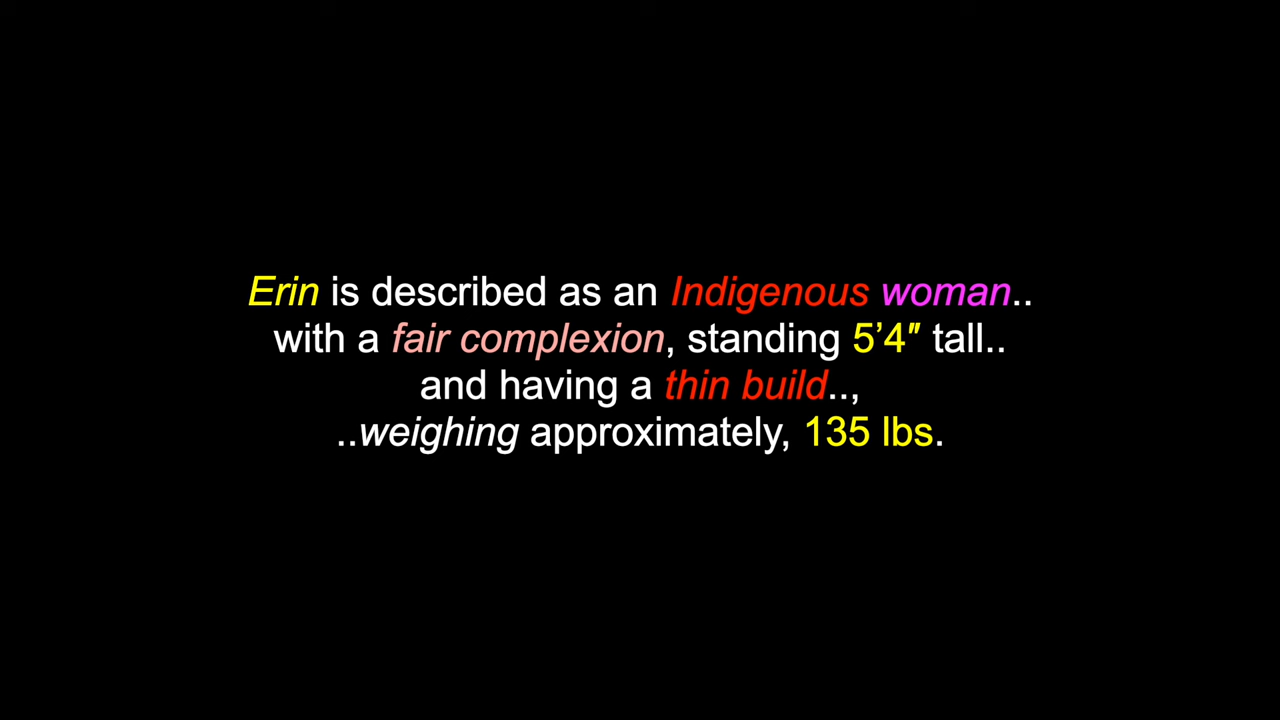 Erin is described as an Indigenous woman..
with a fair complexion, standing 5’4″ tall..
and having a thin build..,
..weighing approximately, 135 lbs.